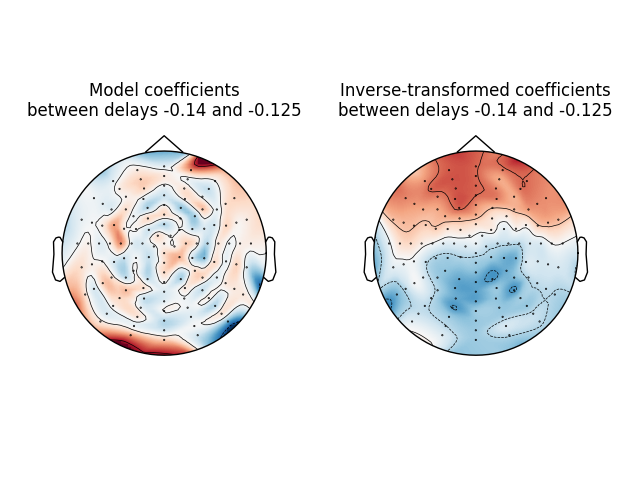 Model coefficients
between delays -0.14 and -0.125
Inverse-transformed coefficients
between delays -0.14 and -0.125